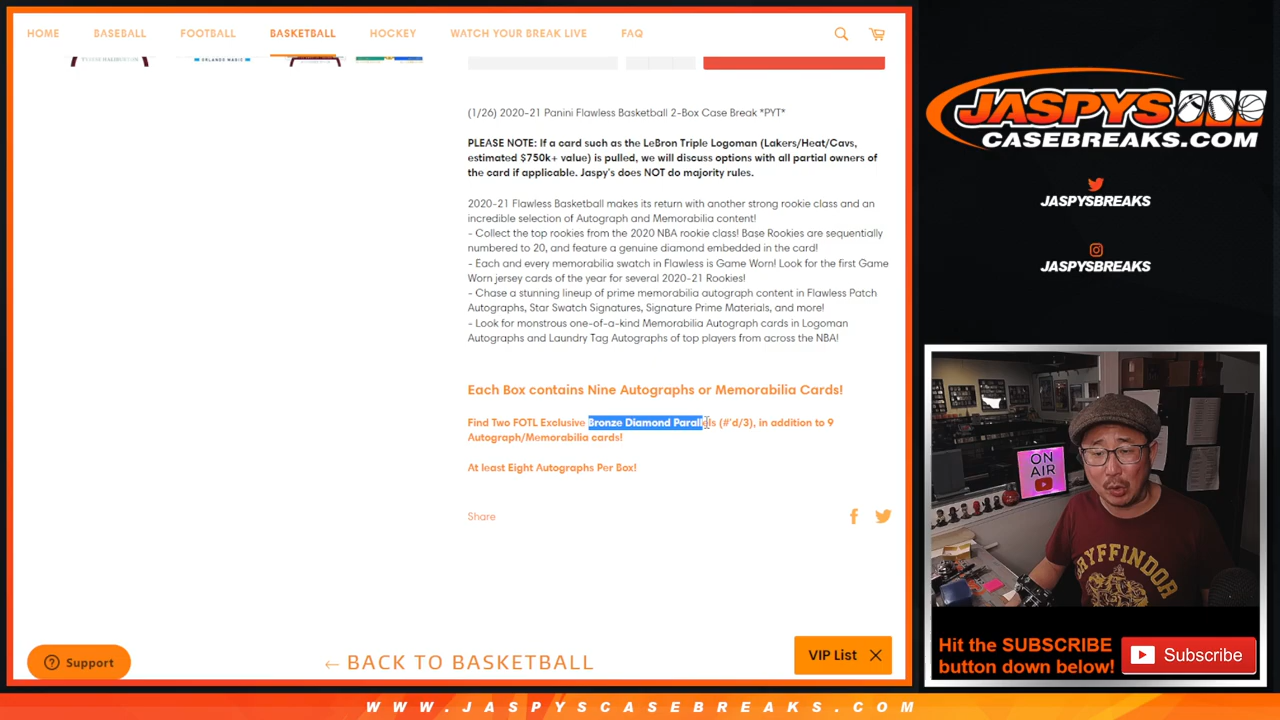 HOME BASEBALL FOOTBALL BASKETBALL HOCKEY WATCH YOUR BREAK LIVE FAQ
ORLANDO MAGIC
(1/26) 2020-21 Panini Flawless Basketball 2-Box Case Break *PYT*
PLEASE NOTE: If a card such as the LeBron Triple Logoman (Lakers/Heat/Cavs,
estimated $750k+ value) is pulled, we will discuss options with all partial owners of
the card if applicable. Jaspy's does NOT do majority rules.
2020-21 Flawless Basketball makes its return with another strong rookie class and an
incredible selection of Autograph and Memorabilia content!
- Collect the top rookies from the 2020 NBA rookie class! Base Rookies are sequentially
numbered to 20, and feature a genuine diamond embedded in the card!
- Each and every memorabilia swatch in Flawless is Game Worn! Look for the first Game
Worn jersey cards of the year for several 2020-21 Rookies!
- Chase a stunning lineup of prime memorabilia autograph content in Flawless Patch
Autographs, Star Swatch Signatures, Signature Prime Materials, and more!
- Look for monstrous one-of-a-kind Memorabilia Autograph cards in Logoman
Autographs and Laundry Tag Autographs of top players from across the NBA!
Each Box contains Nine Autographs or Memorabilia Cards!
Find Two FOTL Exclusive Bronze Diamond Parallels (#'d/3), in addition to 9
Autograph/Memorabilia cards!
At least Eight Autographs Per Box!
Share
Support
← BACK TO BASKETBALL
VIP List
JASPYS
CASEBREAKS.COM
JASPYSBREAKS
JASPYSBREAKS
ON
AIR
GRYFFINDOR
Hit the SUBSCRIBE
button down below!
Subscribe
WWW.JASPYSCASEBREAKS.COM